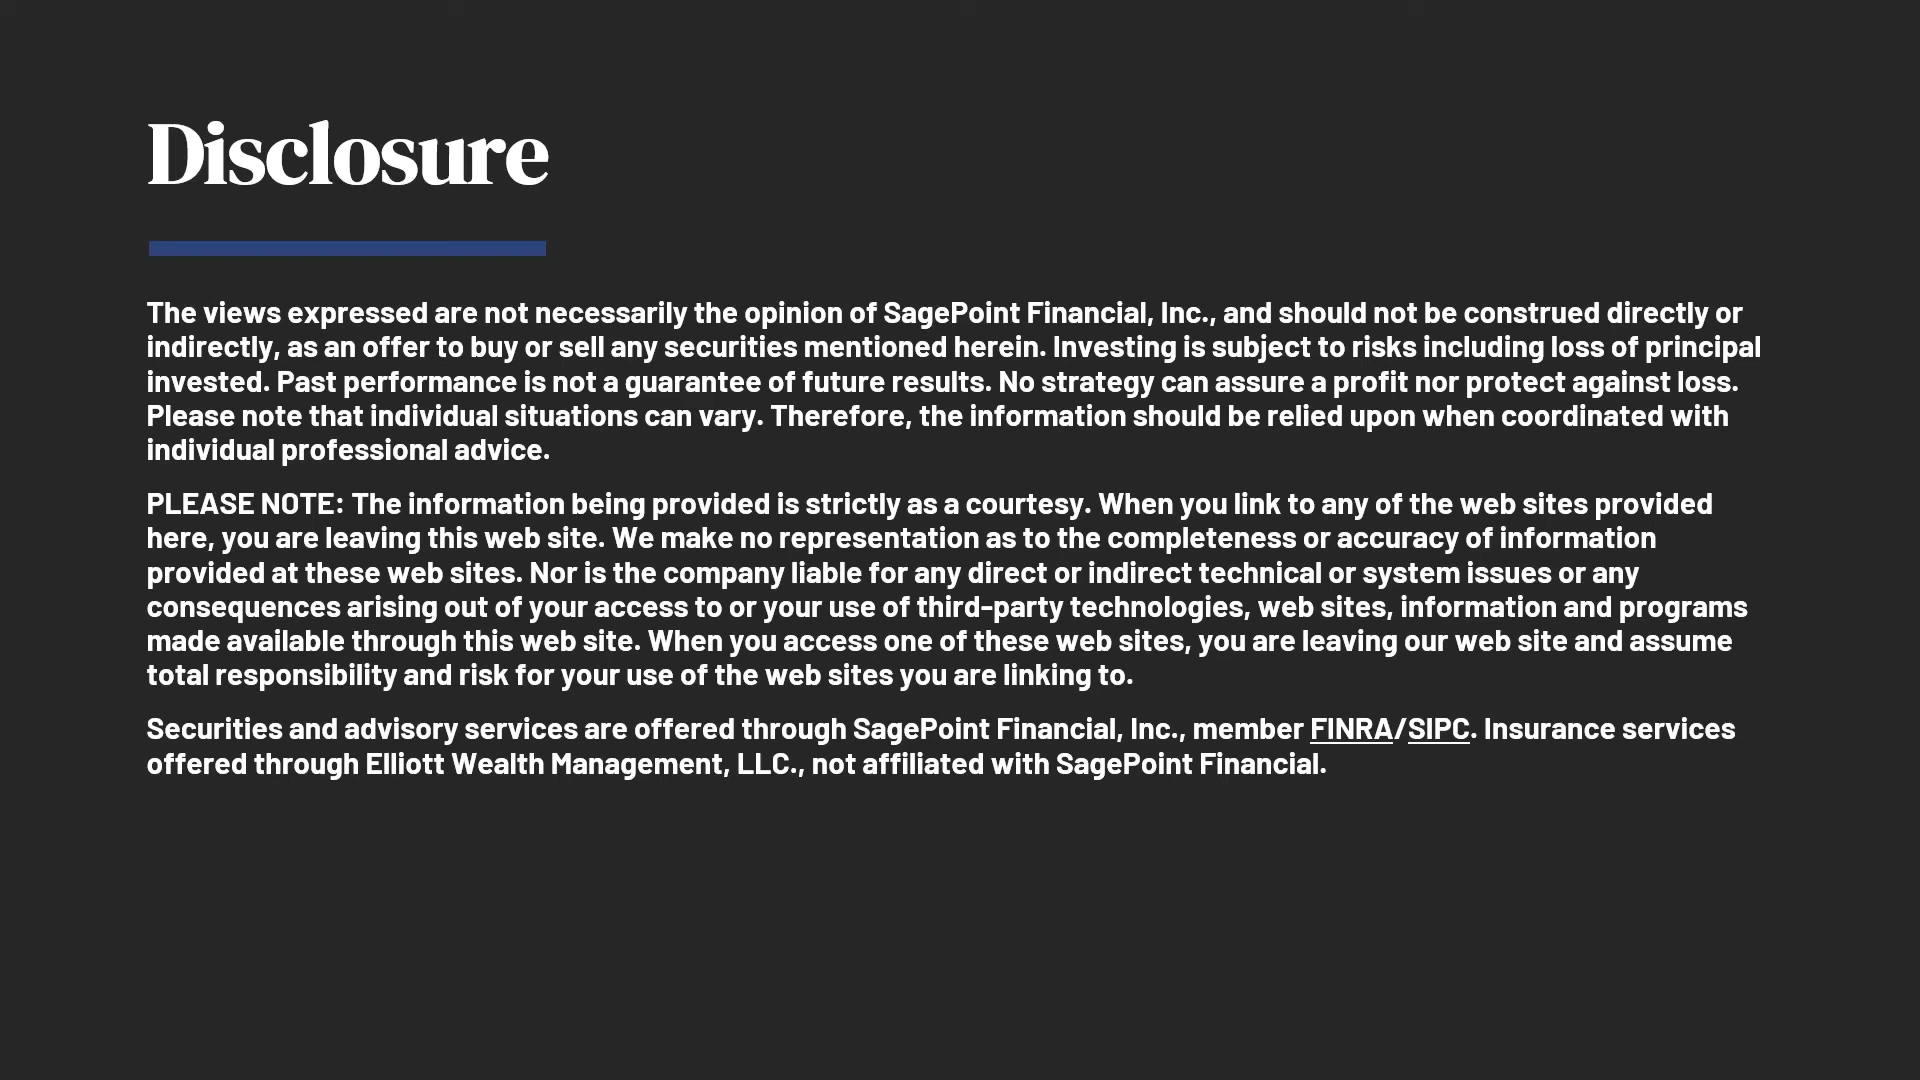 Disclosure
The views expressed are not necessarily the opinion of SagePoint Financial, Inc., and should not be construed directly or
indirectly, as an offer to buy or sell any securities mentioned herein. Investing is subject to risks including loss of principal
invested. Past performance is not a guarantee of future results. No strategy can assure a profit nor protect against loss.
Please note that individual situations can vary. Therefore, the information should be relied upon when coordinated with
individual professional advice.
PLEASE NOTE: The information being provided is strictly as a courtesy. When you link to any of the web sites provided
here, you are leaving this web site. We make no representation as to the completeness or accuracy of information
provided at these web sites. Nor is the company liable for any direct or indirect technical or system issues or any
consequences arising out of your access to or your use of third-party technologies, web sites, information and programs
made available through this web site. When you access one of these web sites, you are leaving our web site and assume
total responsibility and risk for your use of the web sites you are linking to.
Securities and advisory services are offered through SagePoint Financial, Inc., member FINRA/SIPC. Insurance services
offered through Elliott Wealth Management, LLC., not affiliated with SagePoint Financial.